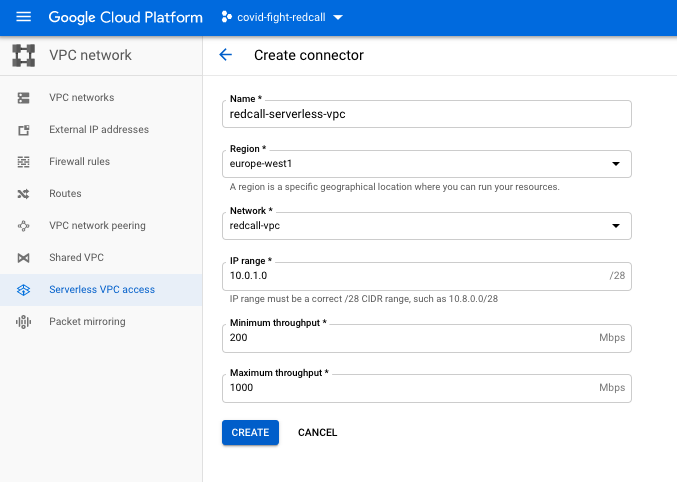 Google Cloud Platform
covid-fight-redcall
VPC network
Create connector
VPC networks
External IP addresses
Firewall rules
Routes
VPC network peering
Shared VPC
Serverless VPC access
Packet mirroring
Name *
redcall-serverless-vpc
Region *
europe-west1
A region is a specific geographical location where you can run your resources.
Network *
redcall-vpc
IP range *
10.0.1.0 /28
IP range must be a correct /28 CIDR range, such as 10.8.0.0/28
Minimum throughput *
200 Mbps
Maximum throughput *
1000 Mbps
CREATE CANCEL